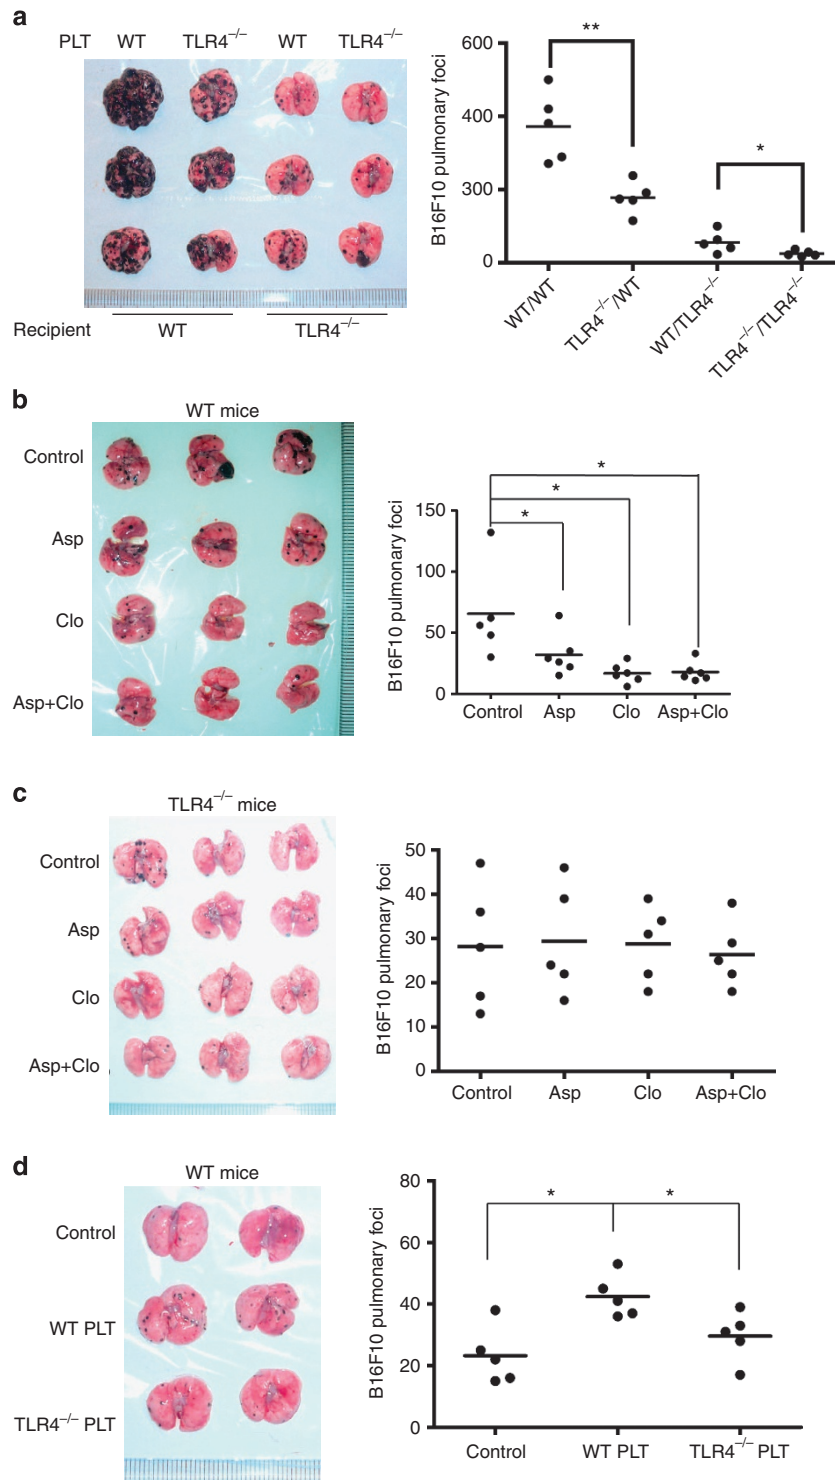 a
PLT WT TLR4−/− WT TLR4−/−
Recipient WT TLR4−/−
B16F10 pulmonary foci
600
400
300
0
**
*
WT/WT
TLR4−/−/WT
WT/TLR4−/−
TLR4−/−/TLR4−/−
b
WT mice
Control
Asp
Clo
Asp+Clo
B16F10 pulmonary foci
150
100
50
0
*
*
*
Control Asp Clo Asp+Clo
c
TLR4−/− mice
Control
Asp
Clo
Asp+Clo
B16F10 pulmonary foci
50
40
30
20
10
0
Control Asp Clo Asp+Clo
d
WT mice
Control
WT PLT
TLR4−/− PLT
B16F10 pulmonary foci
80
60
40
20
0
* *
Control WT PLT TLR4−/− PLT